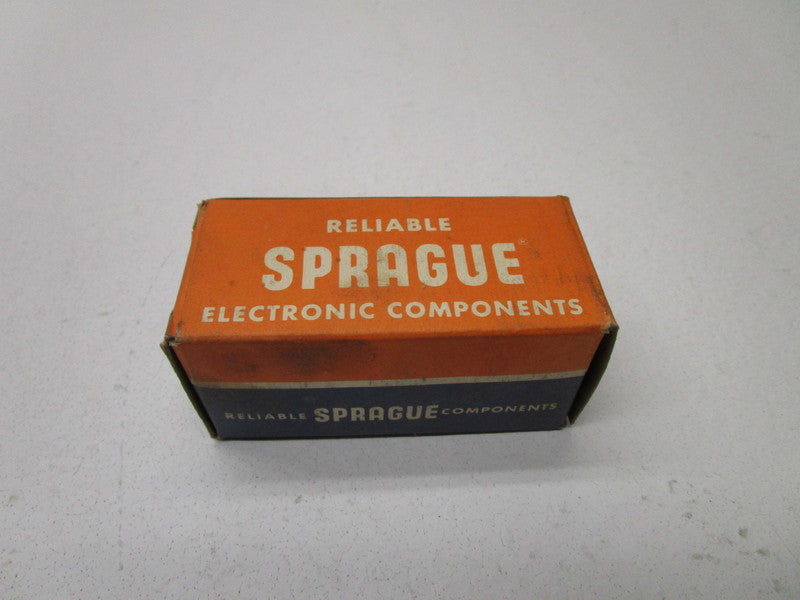 RELIABLE
SPRAGUE®
ELECTRONIC COMPONENTS
RELIABLE SPRAGUE COMPONENTS